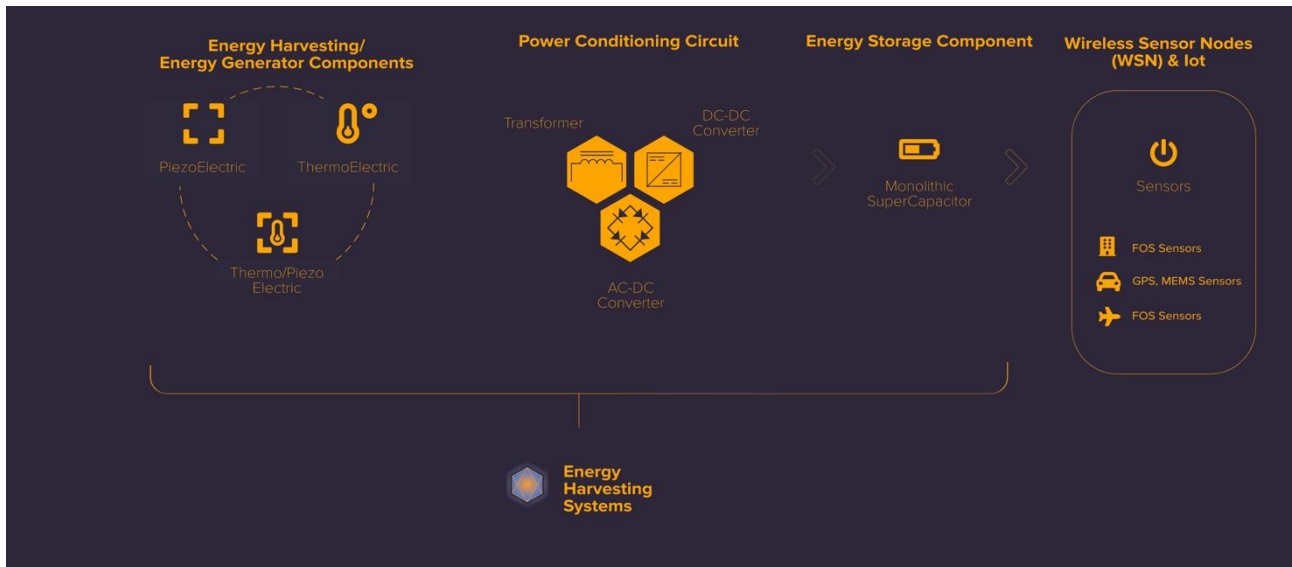 Energy Harvesting/
Energy Generator Components
PiezoElectric
ThermoElectric
Thermo/Piezo
Electric
Power Conditioning Circuit
Transformer
DC-DC
Converter
AC-DC
Converter
Energy Storage Component
Monolithic
SuperCapacitor
Wireless Sensor Nodes
(WSN) & Iot
Sensors
FOS Sensors
GPS, MEMS Sensors
FOS Sensors
Energy
Harvesting
Systems